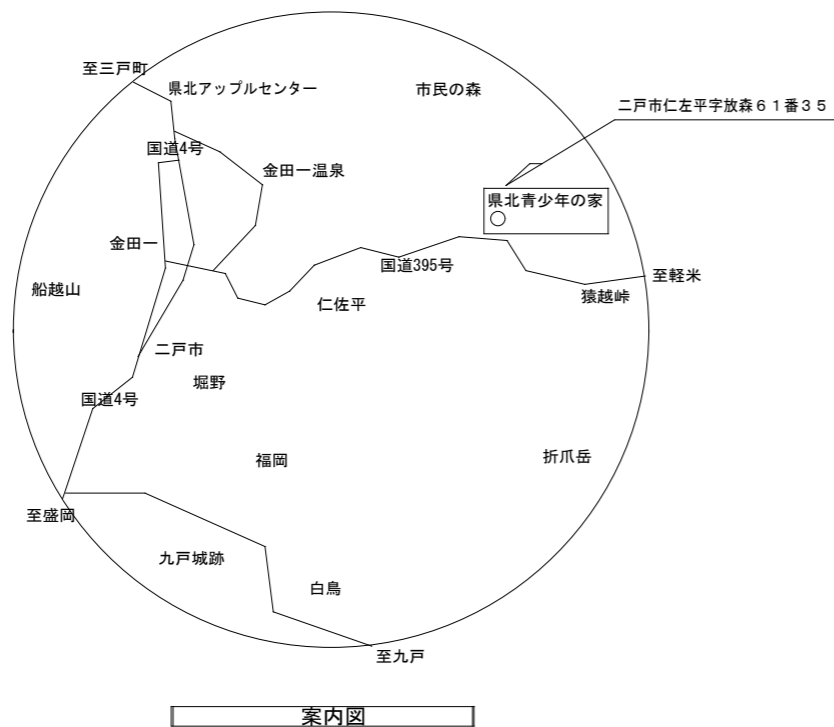 至三戸町
県北アップルセンター
市民の森
二戸市仁左平字放森６１番３５
国道4号
金田一温泉
県北青少年の家
金田一
国道395号
至軽米
船越山
仁佐平
猿越峠
二戸市
堀野
国道4号
福岡
折爪岳
至盛岡
九戸城跡
白鳥
至九戸
案内図